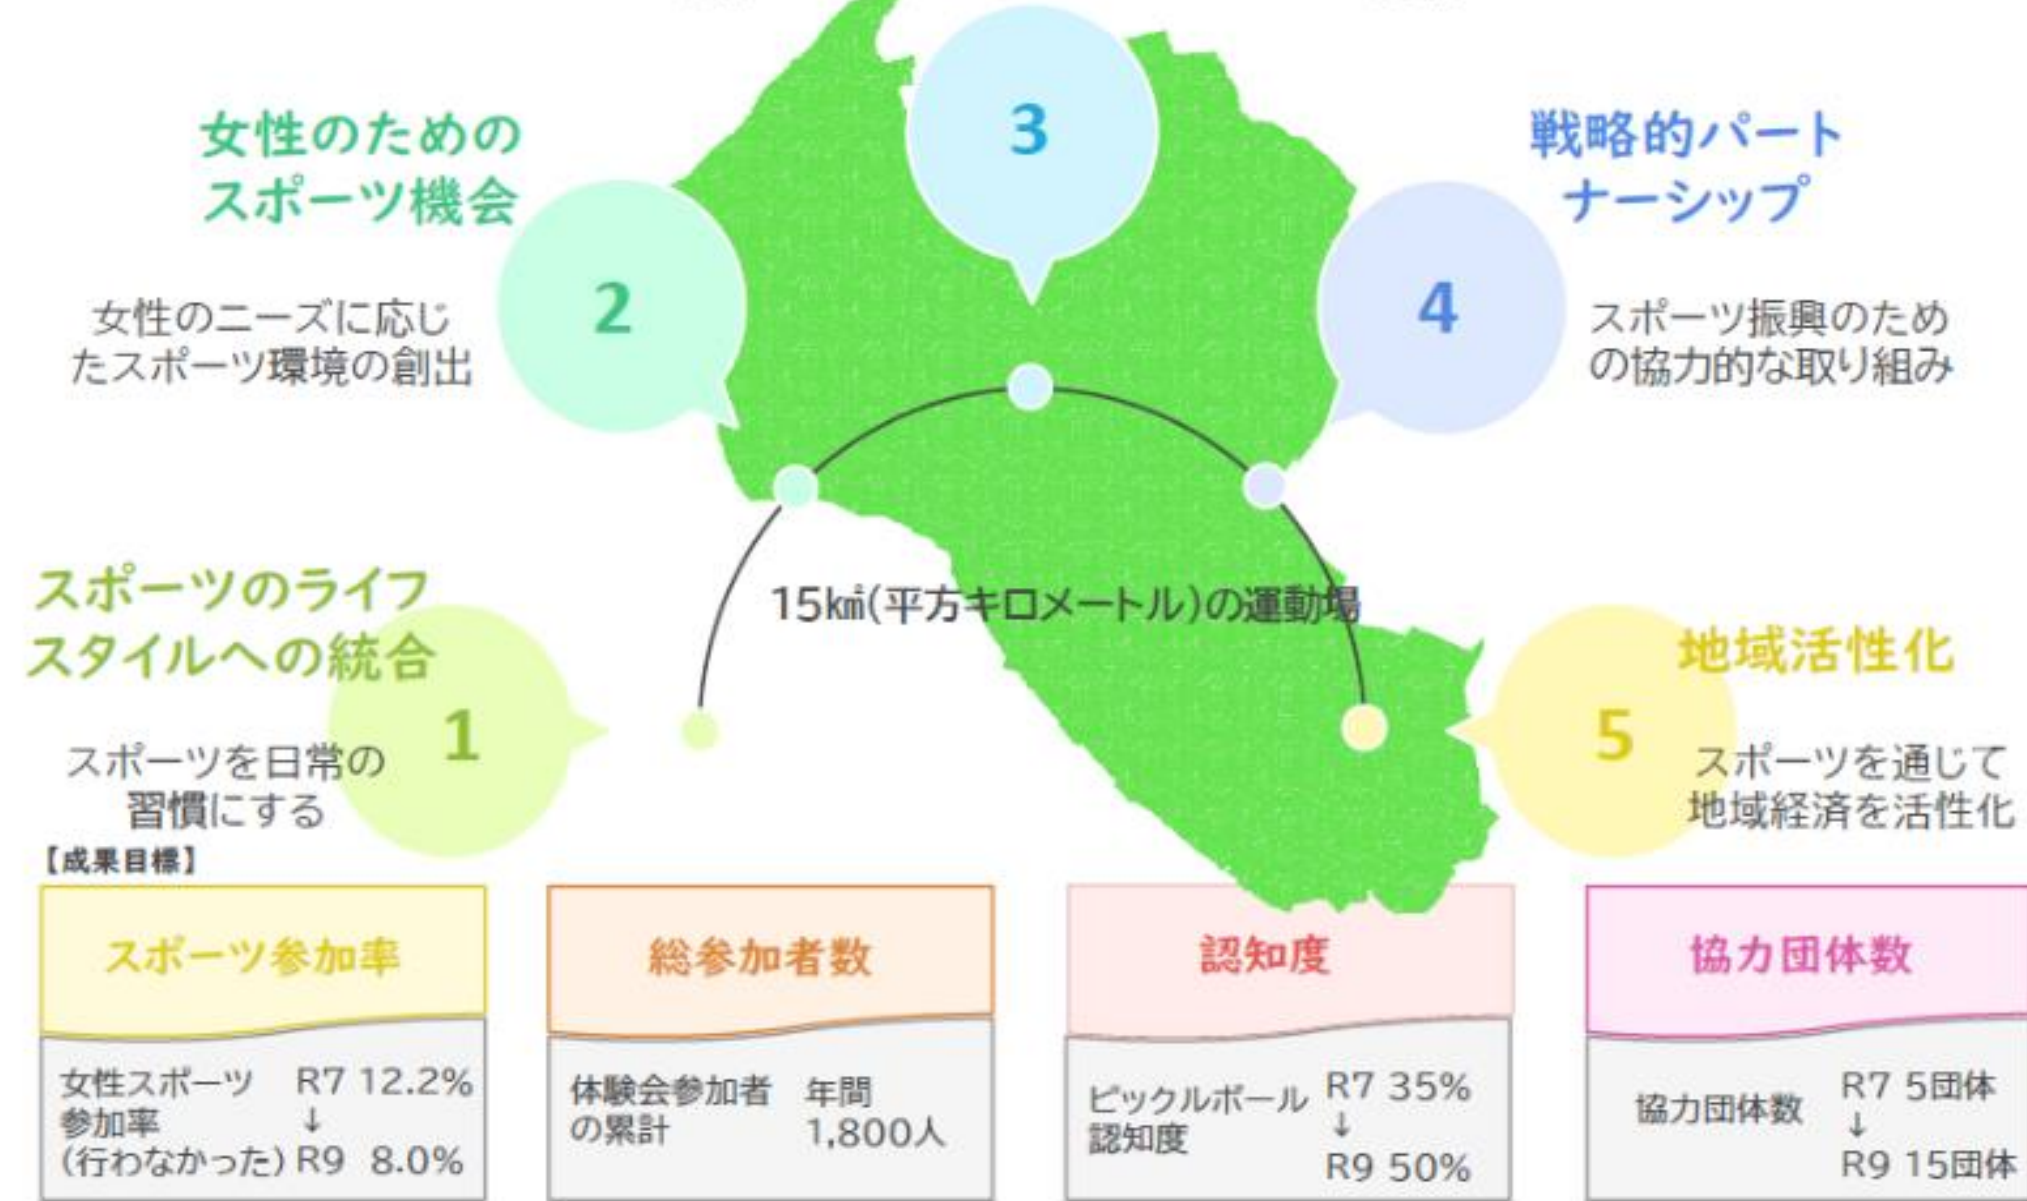 3
女性のための
スポーツ機会
戦略的パート
ナーシップ
2
4
女性のニーズに応じ
たスポーツ環境の創出
スポーツ振興のため
の協力的な取り組み
15㎢(平方キロメートル)の運動場
スポーツのライフ
スタイルへの統合
1
スポーツを日常の
習慣にする
地域活性化
5
スポーツを通じて
地域経済を活性化
【成果目標】
スポーツ参加率
女性スポーツ
参加率
(行わなかった)
R7 12.2%
↓
R9 8.0%
総参加者数
体験会参加者
の累計
年間
1,800人
認知度
ピックルボール
認知度
R7 35%
↓
R9 50%
協力団体数
協力団体数
R7 5団体
↓
R9 15団体